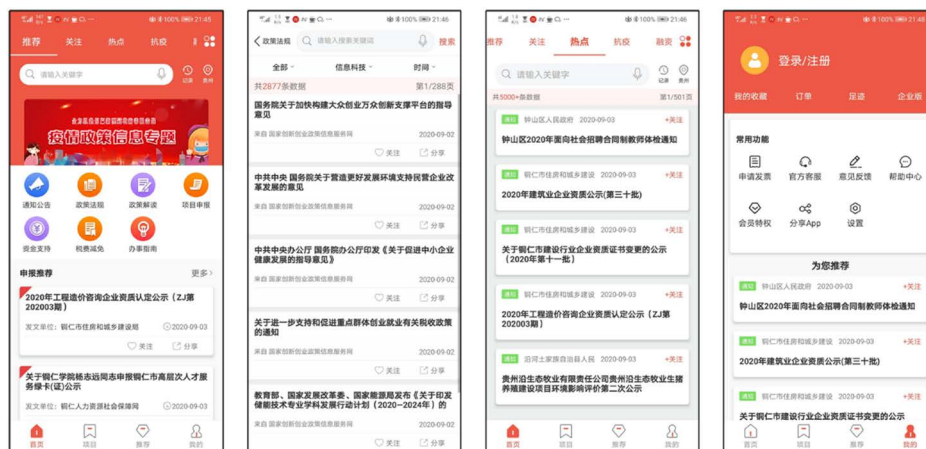 100% 21:45
推荐 关注 热点 抗疫
请输入关键字
记录 贵州
疫情政策信息专题
通知公告 政策法规 政策解读 项目申报
资金支持 税费减免 办事指南
申报推荐 更多
2020年工程造价咨询企业资质认定公示（ZJ第
202003期）
发文单位：铜仁市住房和城乡建设局 2020-09-03
关注 分享
关于铜仁学院杨志远同志申报铜仁市高层次人才服
务绿卡(证)公示
发文单位：铜仁人力资源社会保障网 2020-09-03
首页 项目 推荐 我的
100% 21:46
政策法规 请输入搜索关键词 搜索
全部 信息科技 时间
共2877条数据 第1/288页
国务院关于加快构建大众创业万众创新支撑平台的指导
意见
来自 国家创新创业政策信息服务网 2020-09-02
关注 分享
中共中央 国务院关于营造更好发展环境支持民营企业改
革发展的意见
来自 国家创新创业政策信息服务网 2020-09-02
关注 分享
中共中央办公厅 国务院办公厅印发《关于促进中小企业
健康发展的指导意见》
来自 国家创新创业政策信息服务网 2020-09-02
关注 分享
关于进一步支持和促进重点群体创业就业有关税收政策
的通知
来自 国家创新创业政策信息服务网 2020-09-02
关注 分享
教育部、国家发展改革委、国家能源局发布《关于印发
储能技术专业学科发展行动计划（2020—2024年）的
来自 国家创新创业政策信息服务网 2020-09-02
关注 分享
100% 21:46
推荐 关注 热点 抗疫 融资
请输入关键字
记录 贵州
共5000+条数据 第1/501页
通知 钟山区人民政府 2020-09-03 +关注
钟山区2020年面向社会招聘合同制教师体检通知
通知 铜仁市住房和城乡建设 2020-09-03 +关注
2020年建筑业企业资质公示(第三十批)
通知 铜仁市住房和城乡建设 2020-09-03 +关注
关于铜仁市建设行业企业资质证书变更的公示
（2020年第十一批）
通知 铜仁市住房和城乡建设 2020-09-03 +关注
2020年工程造价咨询企业资质认定公示（ZJ第
202003期）
通知 沿河土家族自治县人民 2020-09-03 +关注
贵州沿生态牧业有限责任公司贵州沿生态牧业生猪
养殖建设项目环境影响评价第二次公示
首页 项目 推荐 我的
100% 21:48
登录/注册
我的收藏 订单 足迹 企业版
常用功能
申请发票 官方客服 意见反馈 帮助中心
会员特权 分享App 设置
为您推荐
通知 钟山区人民政府 2020-09-03 +关注
钟山区2020年面向社会招聘合同制教师体检通知
通知 铜仁市住房和城乡建设 2020-09-03 +关注
2020年建筑业企业资质公示(第三十批)
通知 铜仁市住房和城乡建设 2020-09-03 +关注
关于铜仁市建设行业企业资质证书变更的公示
首页 项目 推荐 我的